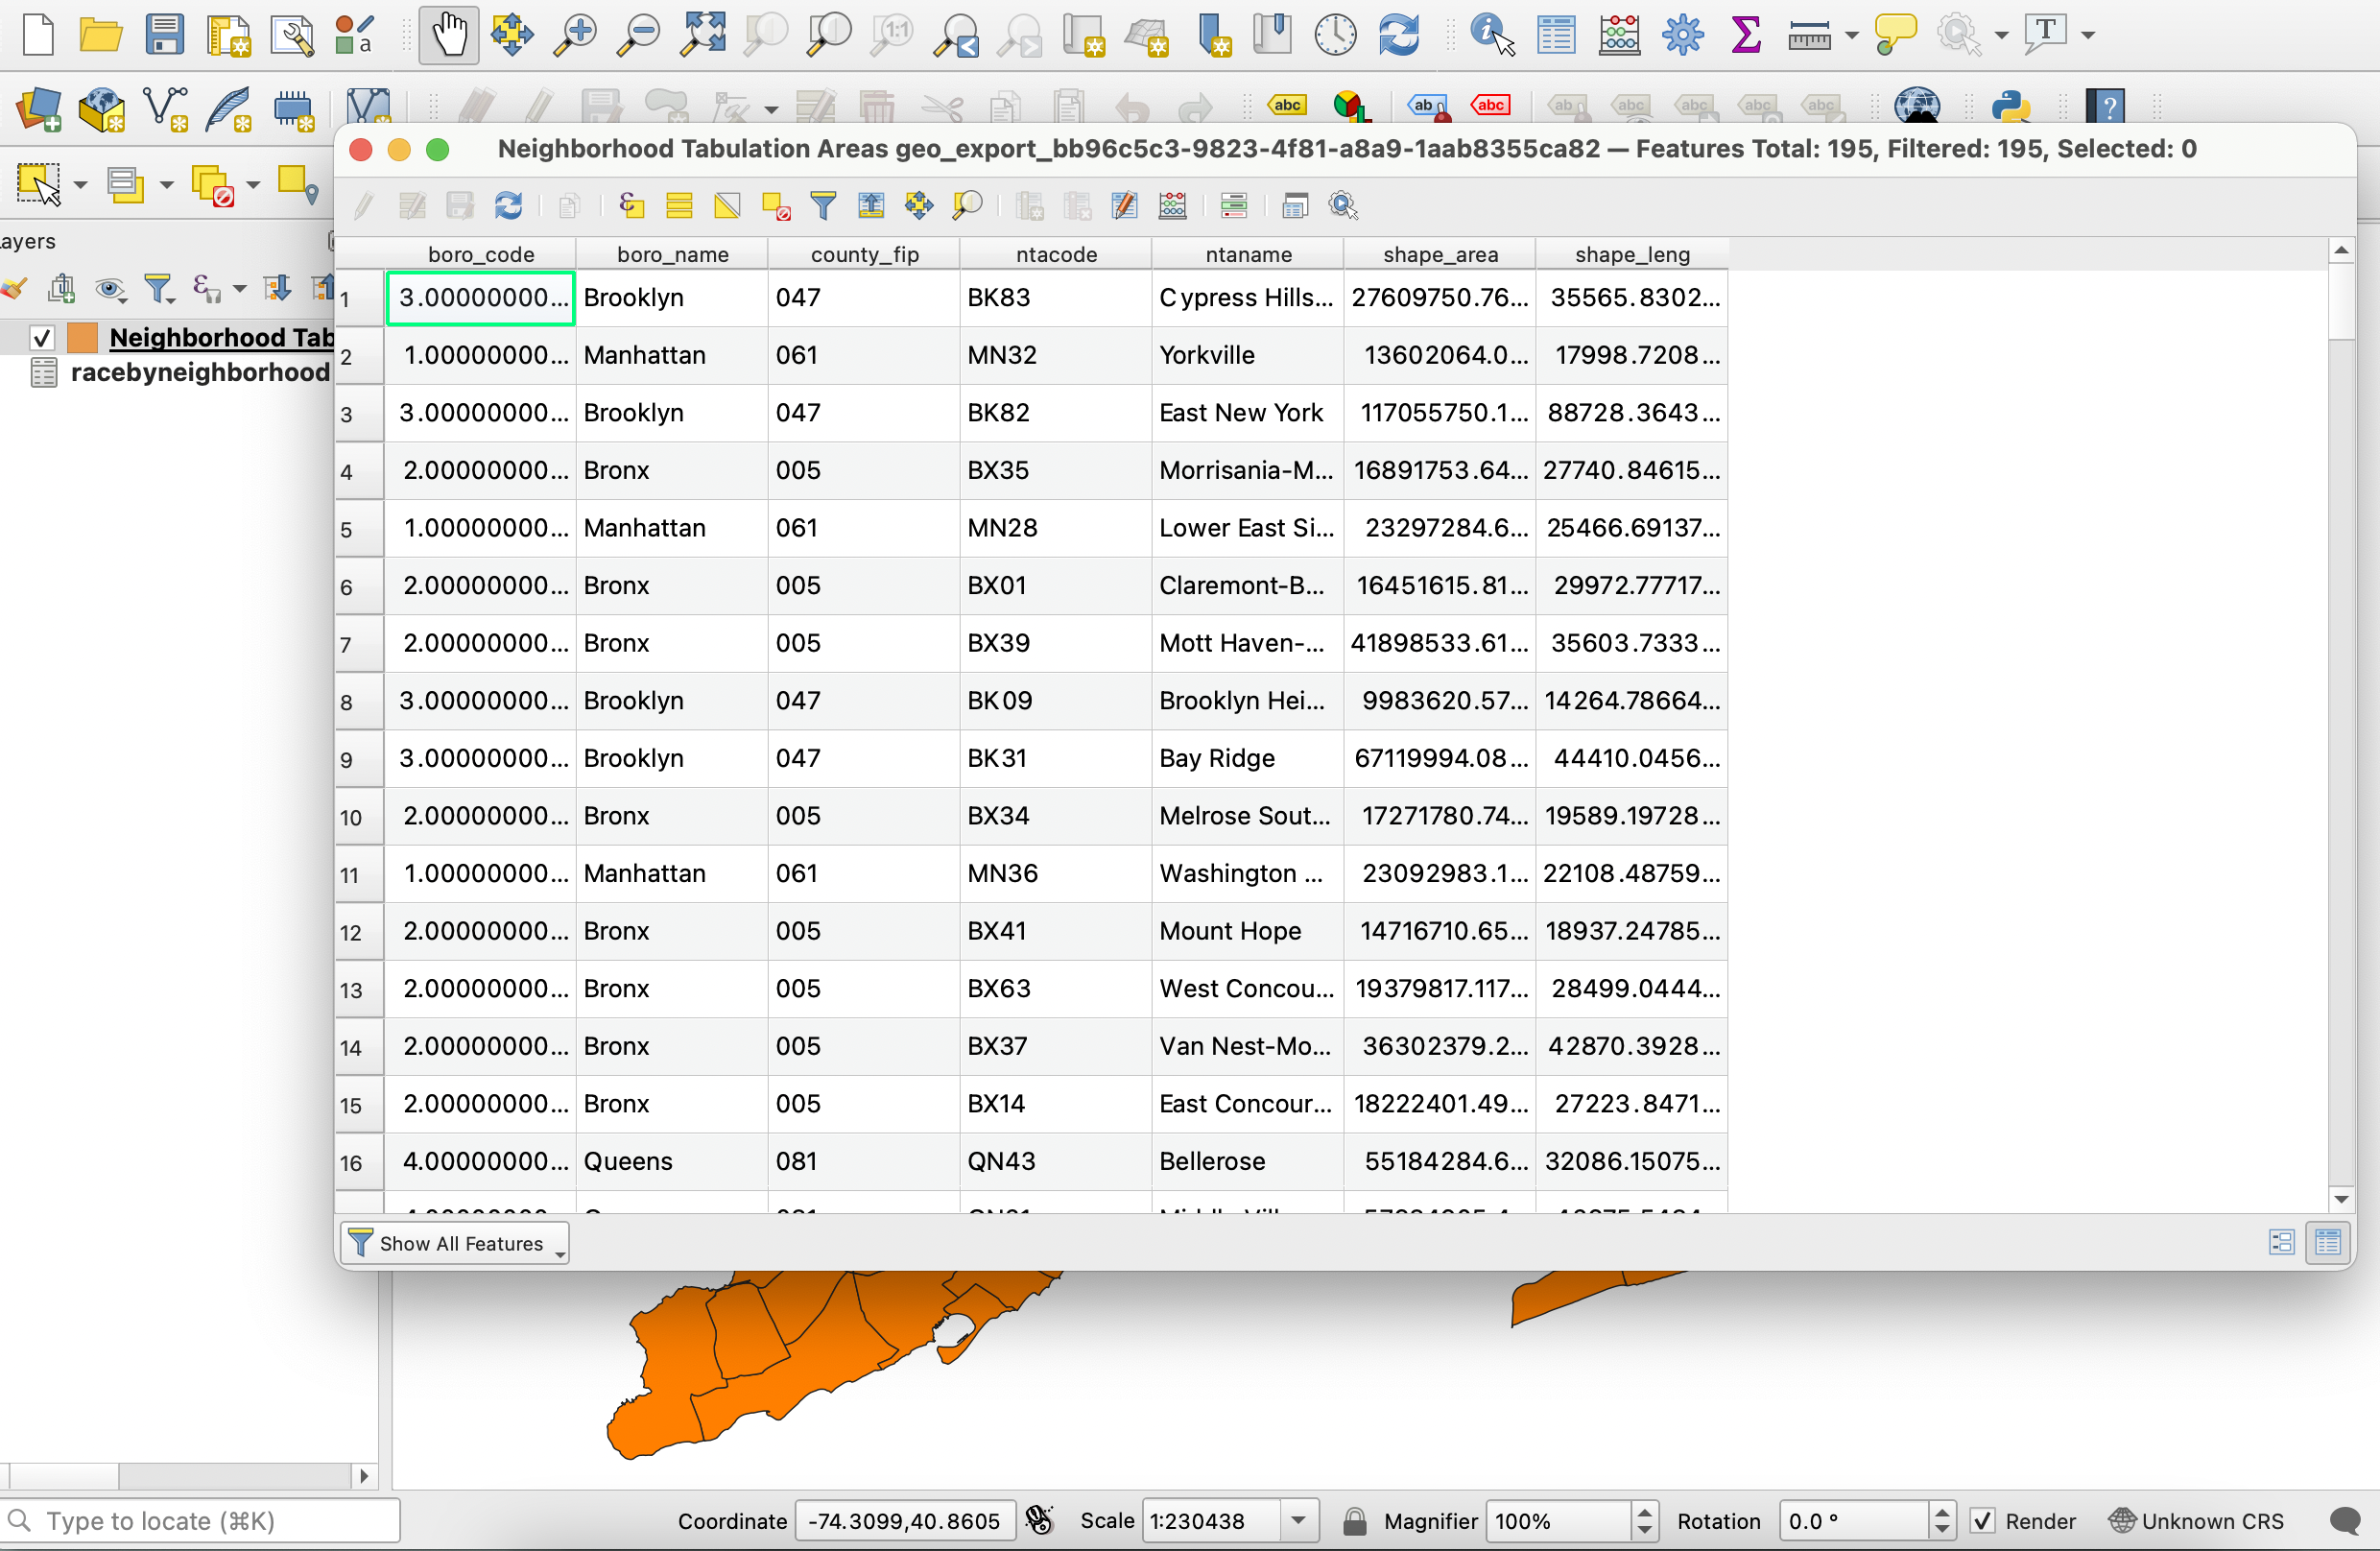 a
1:1
T
abc
ab
abc
abc
abc
abc
abc
abc
?
Neighborhood Tabulation Areas geo_export_bb96c5c3-9823-4f81-a8a9-1aab8355ca82 — Features Total: 195, Filtered: 195, Selected: 0
ayers
Neighborhood Tab
racebyneighborhood
boro_code boro_name county_fip ntacode ntaname shape_area shape_leng
1 3.00000000... Brooklyn 047 BK83 Cypress Hills... 27609750.76... 35565.8302...
2 1.00000000... Manhattan 061 MN32 Yorkville 13602064.0... 17998.7208...
3 3.00000000... Brooklyn 047 BK82 East New York 117055750.1... 88728.3643...
4 2.00000000... Bronx 005 BX35 Morrisania-M... 16891753.64... 27740.84615...
5 1.00000000... Manhattan 061 MN28 Lower East Si... 23297284.6... 25466.69137...
6 2.00000000... Bronx 005 BX01 Claremont-B... 16451615.81... 29972.77717...
7 2.00000000... Bronx 005 BX39 Mott Haven-... 41898533.61... 35603.7333...
8 3.00000000... Brooklyn 047 BK09 Brooklyn Hei... 9983620.57... 14264.78664...
9 3.00000000... Brooklyn 047 BK31 Bay Ridge 67119994.08... 44410.0456...
10 2.00000000... Bronx 005 BX34 Melrose Sout... 17271780.74... 19589.19728...
11 1.00000000... Manhattan 061 MN36 Washington ... 23092983.1... 22108.48759...
12 2.00000000... Bronx 005 BX41 Mount Hope 14716710.65... 18937.24785...
13 2.00000000... Bronx 005 BX63 West Concou... 19379817.117... 28499.0444...
14 2.00000000... Bronx 005 BX37 Van Nest-Mo... 36302379.2... 42870.3928...
15 2.00000000... Bronx 005 BX14 East Concour... 18222401.49... 27223.8471...
16 4.00000000... Queens 081 QN43 Bellerose 55184284.6... 32086.15075...
Show All Features
Type to locate (⌘K)
Coordinate -74.3099,40.8605 Scale 1:230438 Magnifier 100% Rotation 0.0 ° Render Unknown CRS